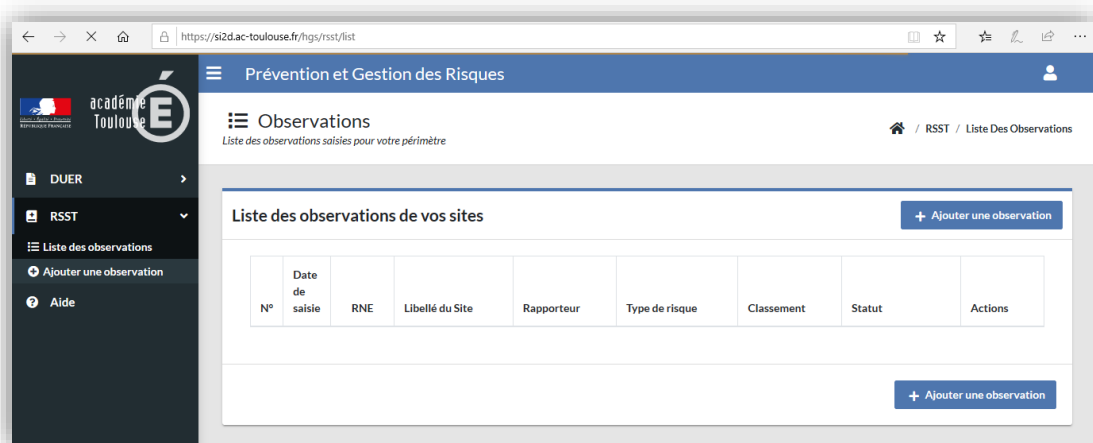 https://si2d.ac-toulouse.fr/hgs/rsst/list
académie
Toulouse
É
RÉPUBLIQUE FRANÇAISE
Prévention et Gestion des Risques
Observations
Liste des observations saisies pour votre périmètre
/ RSST / Liste Des Observations
DUER
RSST
Liste des observations
Ajouter une observation
Aide
Liste des observations de vos sites
+ Ajouter une observation
N°
Date
de
saisie
RNE
Libellé du Site
Rapporteur
Type de risque
Classement
Statut
Actions
+ Ajouter une observation